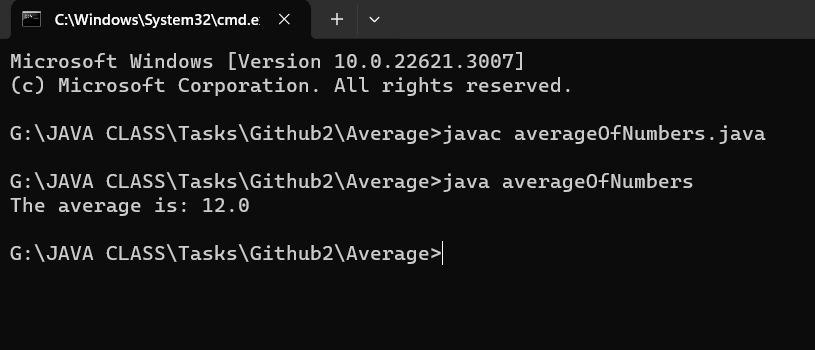 C:\Windows\System32\cmd.e
Microsoft Windows [Version 10.0.22621.3007]
(c) Microsoft Corporation. All rights reserved.
G:\JAVA CLASS\Tasks\Github2\Average>javac averageOfNumbers.java
G:\JAVA CLASS\Tasks\Github2\Average>java averageOfNumbers
The average is: 12.0
G:\JAVA CLASS\Tasks\Github2\Average>